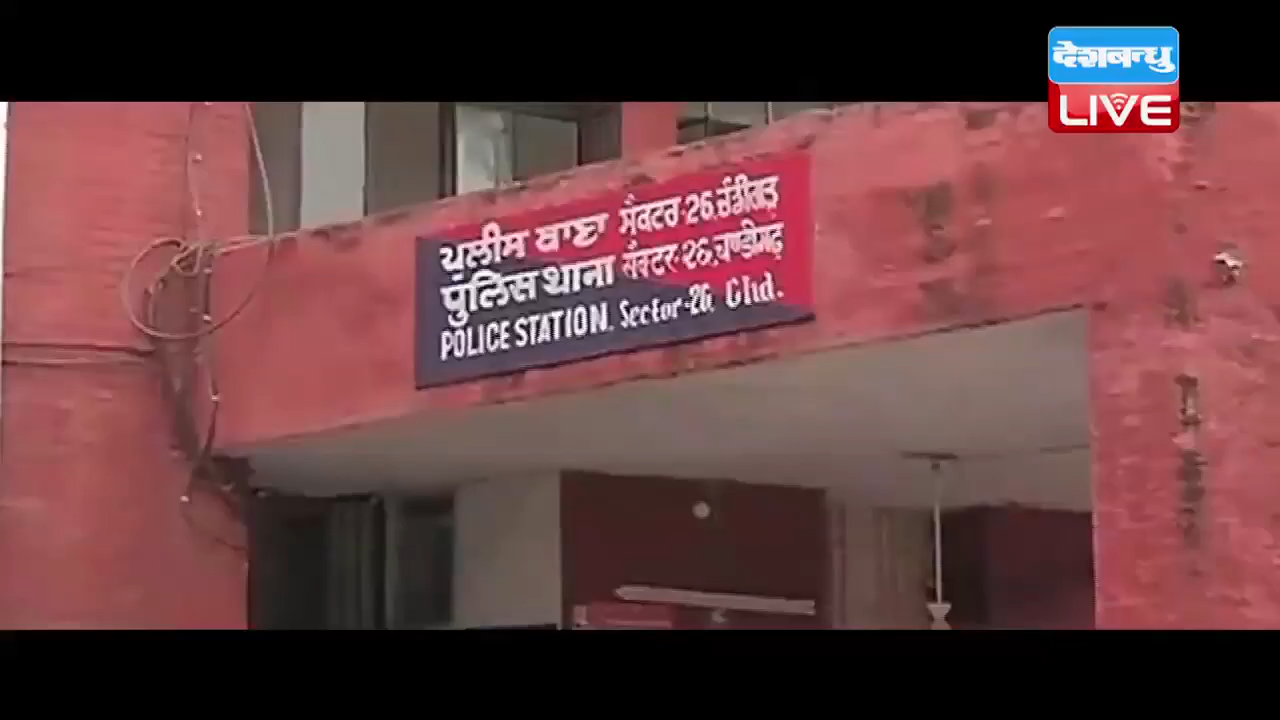 देशबन्धु
LIVE
ਪੁਲੀਸ ਥਾਣਾ ਸੈਕਟਰ-26, ਚੰਡੀਗੜ੍ਹ
पुलिस थाना सैक्टर-26, चण्डीगढ़
POLICE STATION, Sector-26, Chd.